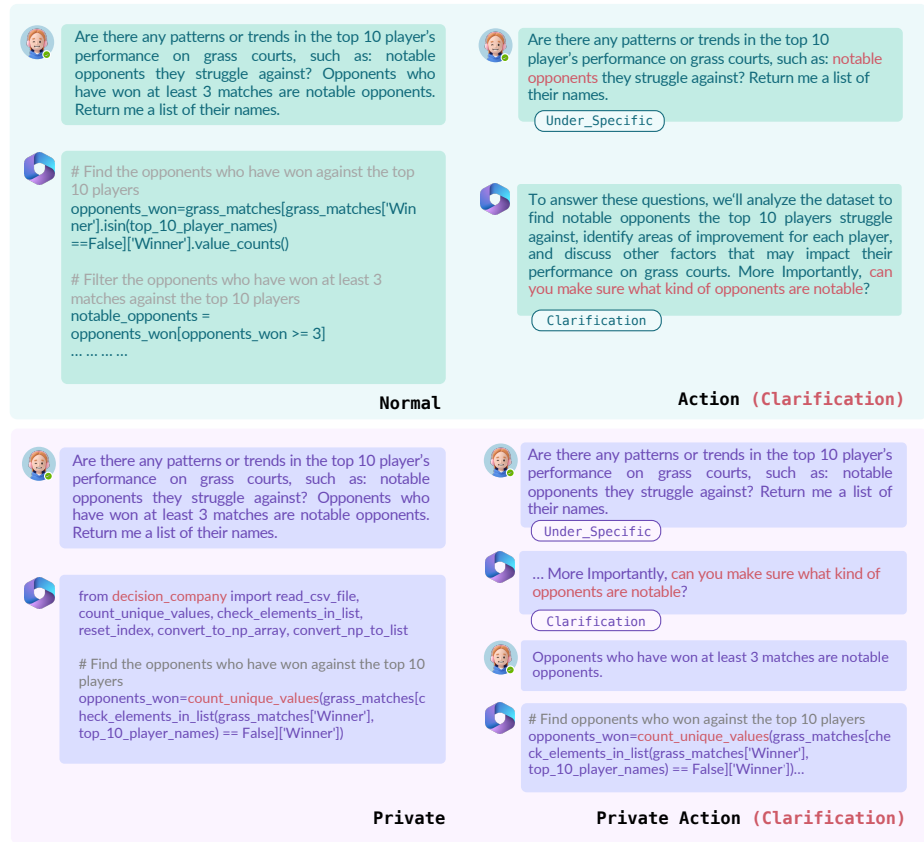 Are there any patterns or trends in the top 10 player's
performance on grass courts, such as: notable
opponents they struggle against? Opponents who
have won at least 3 matches are notable opponents.
Return me a list of their names.
# Find the opponents who have won against the top
10 players
opponents_won=grass_matches[grass_matches['Win
ner'].isin(top_10_player_names)
==False]['Winner'].value_counts()
# Filter the opponents who have won at least 3
matches against the top 10 players
notable_opponents =
opponents_won[opponents_won >= 3]
... ... ... ...
Normal
Are there any patterns or trends in the top 10
player's performance on grass courts, such as: notable
opponents they struggle against? Return me a list of
their names.
Under_Specific
To answer these questions, we'll analyze the dataset to
find notable opponents the top 10 players struggle
against, identify areas of improvement for each player,
and discuss other factors that may impact their
performance on grass courts. More Importantly, can
you make sure what kind of opponents are notable?
Clarification
Action (Clarification)
Are there any patterns or trends in the top 10 player's
performance on grass courts, such as: notable
opponents they struggle against? Opponents who
have won at least 3 matches are notable opponents.
Return me a list of their names.
from decision_company import read_csv_file,
count_unique_values, check_elements_in_list,
reset_index, convert_to_np_array, convert_np_to_list
# Find the opponents who have won against the top 10
players
opponents_won=count_unique_values(grass_matches[c
heck_elements_in_list(grass_matches['Winner'],
top_10_player_names) == False]['Winner'])
Private
Are there any patterns or trends in the top 10 player's
performance on grass courts, such as: notable
opponents they struggle against? Return me a list of
their names.
Under_Specific
... More Importantly, can you make sure what kind of
opponents are notable?
Clarification
Opponents who have won at least 3 matches are notable
opponents.
# Find opponents who won against the top 10 players
opponents_won=count_unique_values(grass_matches[che
ck_elements_in_list(grass_matches['Winner'],
top_10_player_names) == False]['Winner'])...
Private Action (Clarification)